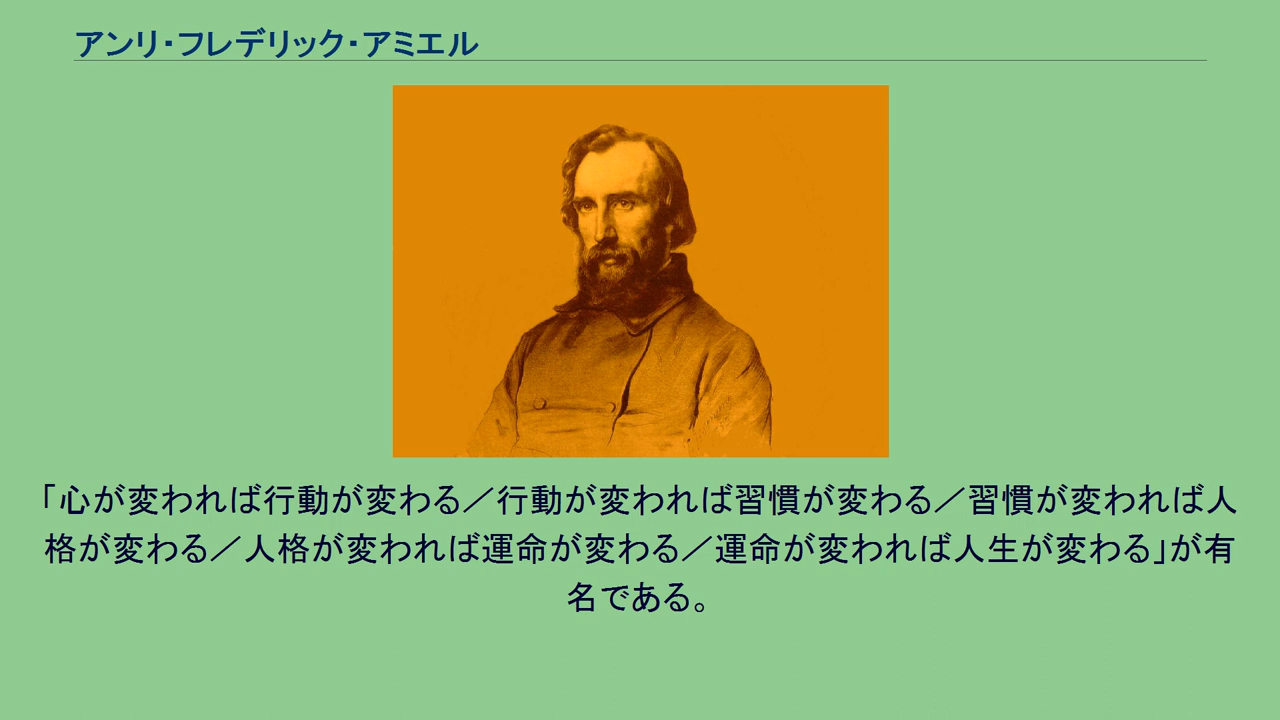 アンリ・フレデリック・アミエル
「心が変われば行動が変わる／行動が変われば習慣が変わる／習慣が変われば人
格が変わる／人格が変われば運命が変わる／運命が変われば人生が変わる」が有
名である。